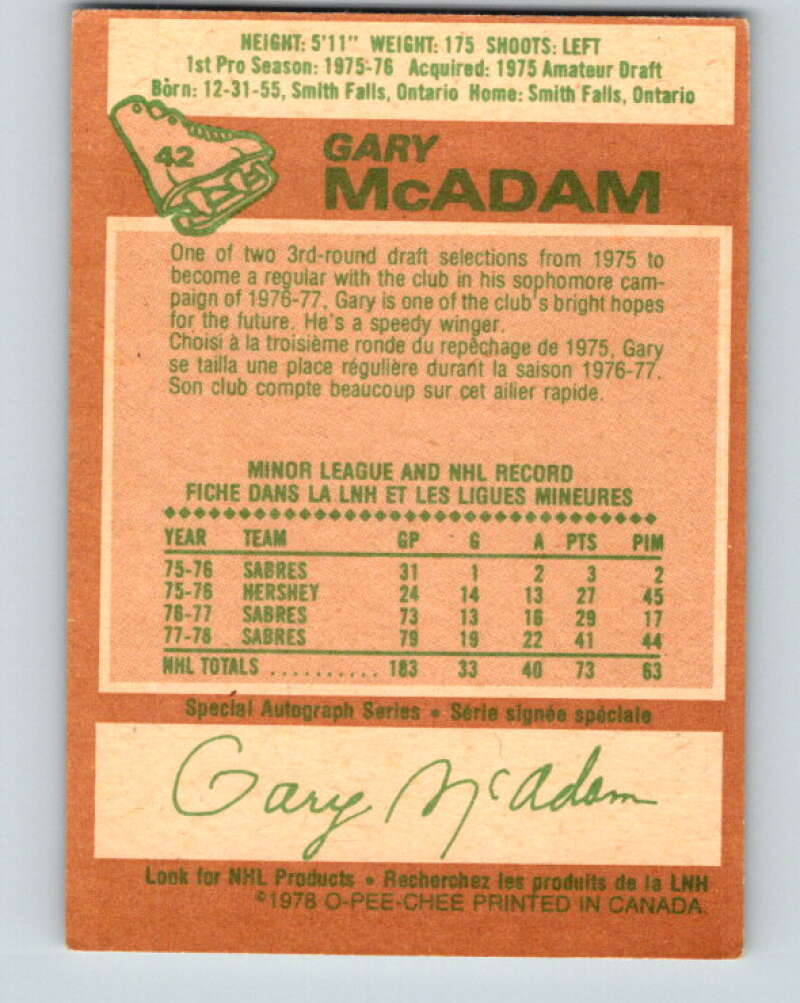 HEIGHT: 5'11" WEIGHT: 175 SHOOTS: LEFT
1st Pro Season: 1975-76 Acquired: 1975 Amateur Draft
Born: 12-31-55, Smith Falls, Ontario Home: Smith Falls, Ontario
42
GARY
McADAM
One of two 3rd-round draft selections from 1975 to
become a regular with the club in his sophomore cam-
paign of 1976-77, Gary is one of the club's bright hopes
for the future. He's a speedy winger.
Choisi à la troisième ronde du repêchage de 1975, Gary
se tailla une place régulière durant la saison 1976-77.
Son club compte beaucoup sur cet ailier rapide.
MINOR LEAGUE AND NHL RECORD
FICHE DANS LA LNH ET LES LIGUES MINEURES
YEAR TEAM GP G A PTS PIM
75-76 SABRES 31 1 2 3 2
75-76 HERSHEY 24 14 13 27 45
76-77 SABRES 73 13 16 29 17
77-78 SABRES 79 19 22 41 44
NHL TOTALS .......... 183 33 40 73 63
Special Autograph Series • Série signée spéciale
Gary McAdam
Look for NHL Products • Recherchez les produits de la LNH
©1978 O-PEE-CHEE PRINTED IN CANADA.